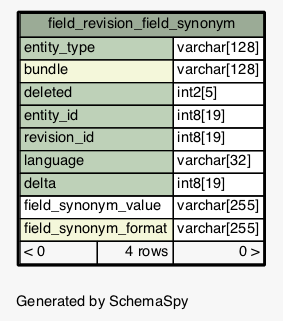 field_revision_field_synonym
entity_type varchar[128]
bundle varchar[128]
deleted int2[5]
entity_id int8[19]
revision_id int8[19]
language varchar[32]
delta int8[19]
field_synonym_value varchar[255]
field_synonym_format varchar[255]
< 0 4 rows 0 >
Generated by SchemaSpy